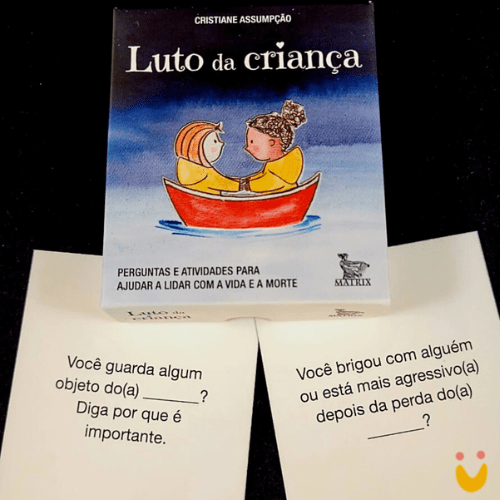 CRISTIANE ASSUMPÇÃO
Luto da criança
PERGUNTAS E ATIVIDADES PARA
AJUDAR A LIDAR COM A VIDA E A MORTE
MATRIX
Luto da
criança
Você guarda algum
objeto do(a) _______?
Diga por que é
importante.
Você brigou com alguém
ou está mais agressivo(a)
depois da perda do(a)
_______?